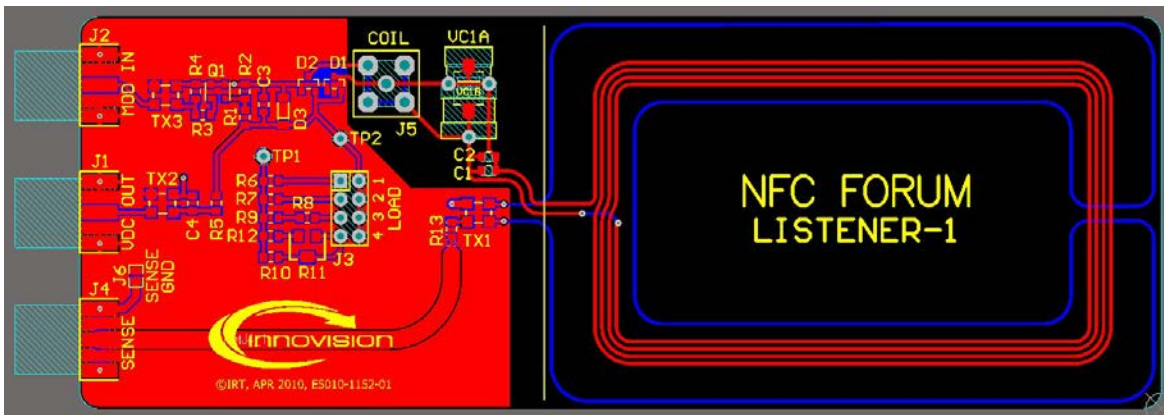 J2
MOD IN
R4
Q1
R2
C3
TX3
R3
R1
D3
D2
D1
COIL
J5
VC1A
VC1B
C2
C1
TP1
TP2
J1
VDC OUT
TX2
C4
R5
R6
R7
R9
R8
R12
R10
R11
J3
1
2
3
4
LOAD
R13
TX1
J6
SENSE
GND
J4
SENSE
innovision
©IRT, APR 2010, ES010-1152-01
NFC FORUM
LISTENER-1